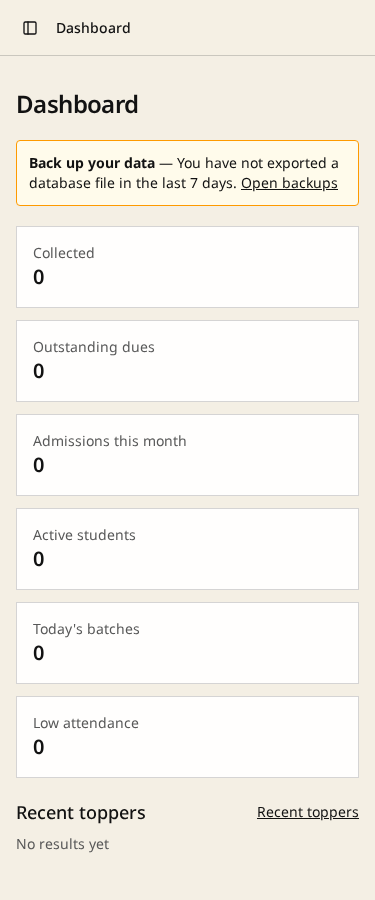 Dashboard
Dashboard
Back up your data — You have not exported a
database file in the last 7 days. Open backups
Collected
0
Outstanding dues
0
Admissions this month
0
Active students
0
Today's batches
0
Low attendance
0
Recent toppers Recent toppers
No results yet